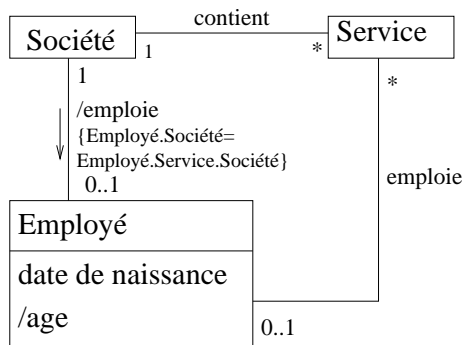 contient
Société
Service
1
*
1
*
/emploie
{Employé.Société=
Employé.Service.Société}
emploie
0..1
Employé
date de naissance
/age
0..1